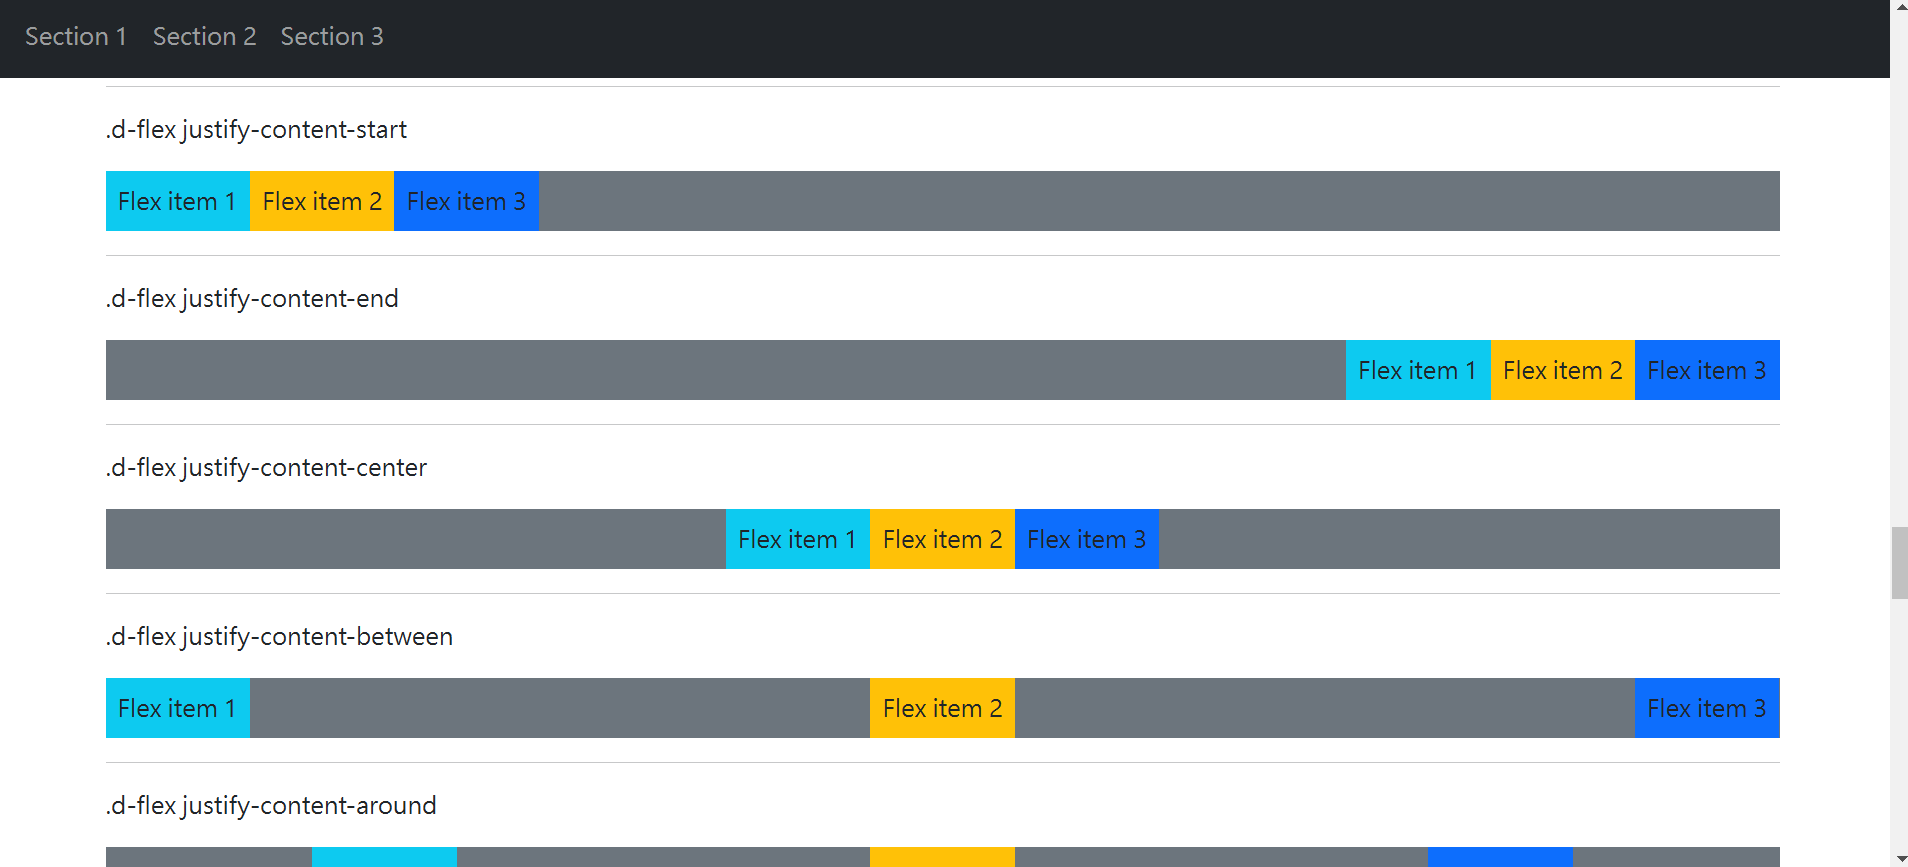 Section 1 Section 2 Section 3
.d-flex justify-content-start
Flex item 1 Flex item 2 Flex item 3
.d-flex justify-content-end
Flex item 1 Flex item 2 Flex item 3
.d-flex justify-content-center
Flex item 1 Flex item 2 Flex item 3
.d-flex justify-content-between
Flex item 1 Flex item 2 Flex item 3
.d-flex justify-content-around